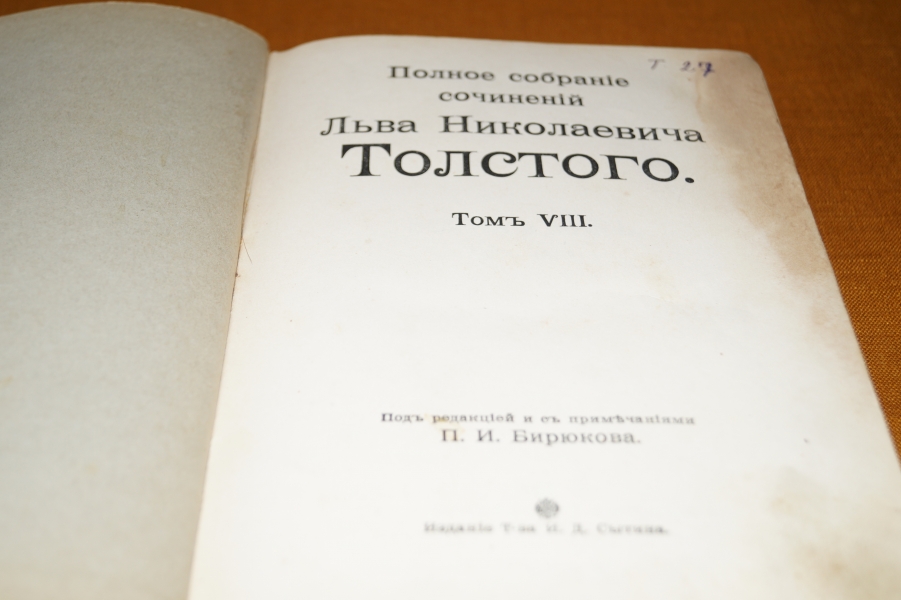 Т 27
Полное собраніе
сочиненій
Льва Николаевича
Толстого.
Томъ VIII.
Подъ редакціей и съ примѣчаніями
П. И. Бирюкова.
Изданіе Т-ва И. Д. Сытина.